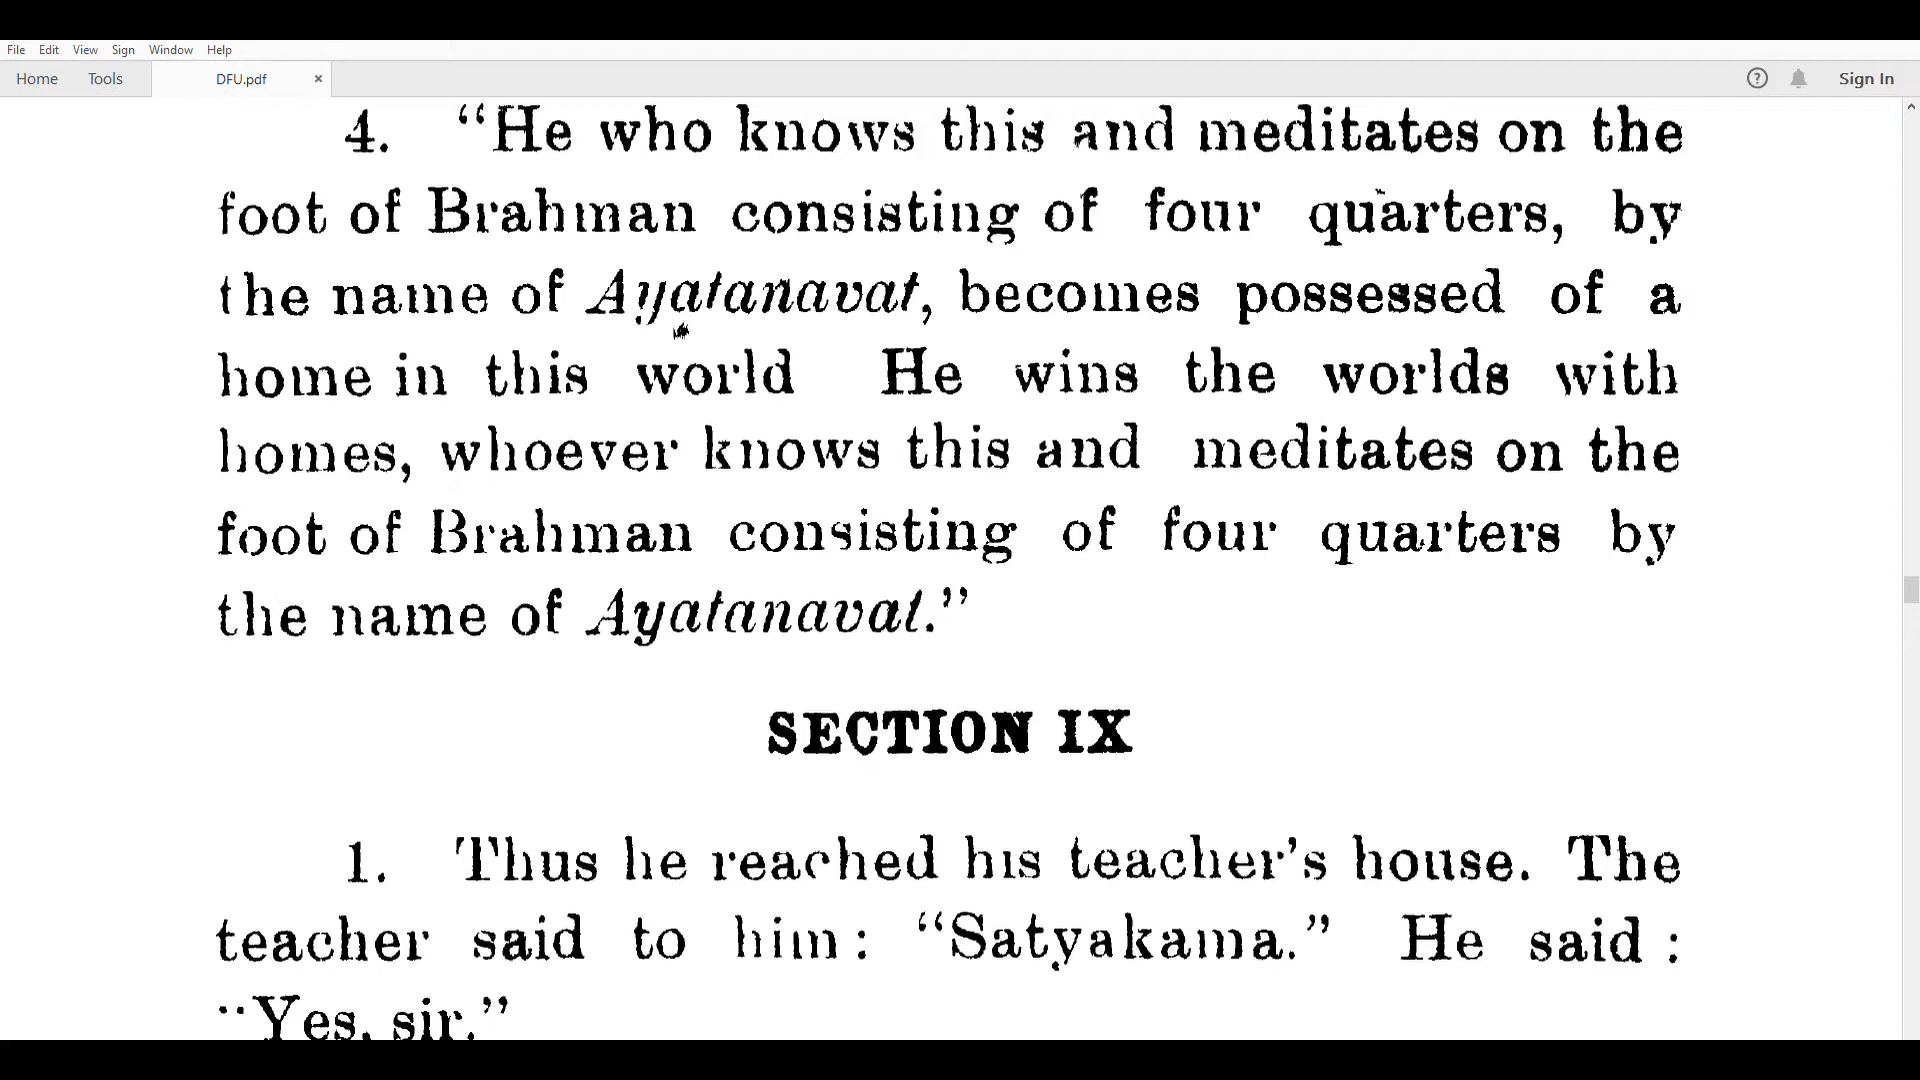 File Edit View Sign Window Help
Home Tools DFU.pdf × Sign In
4. “He who knows this and meditates on the
foot of Brahman consisting of four quarters, by
the name of Ayatanavat, becomes possessed of a
home in this world He wins the worlds with
homes, whoever knows this and meditates on the
foot of Brahman consisting of four quarters by
the name of Ayatanavat.”
SECTION IX
1. Thus he reached his teacher’s house. The
teacher said to him : “Satyakama.” He said :
“Yes, sir.”